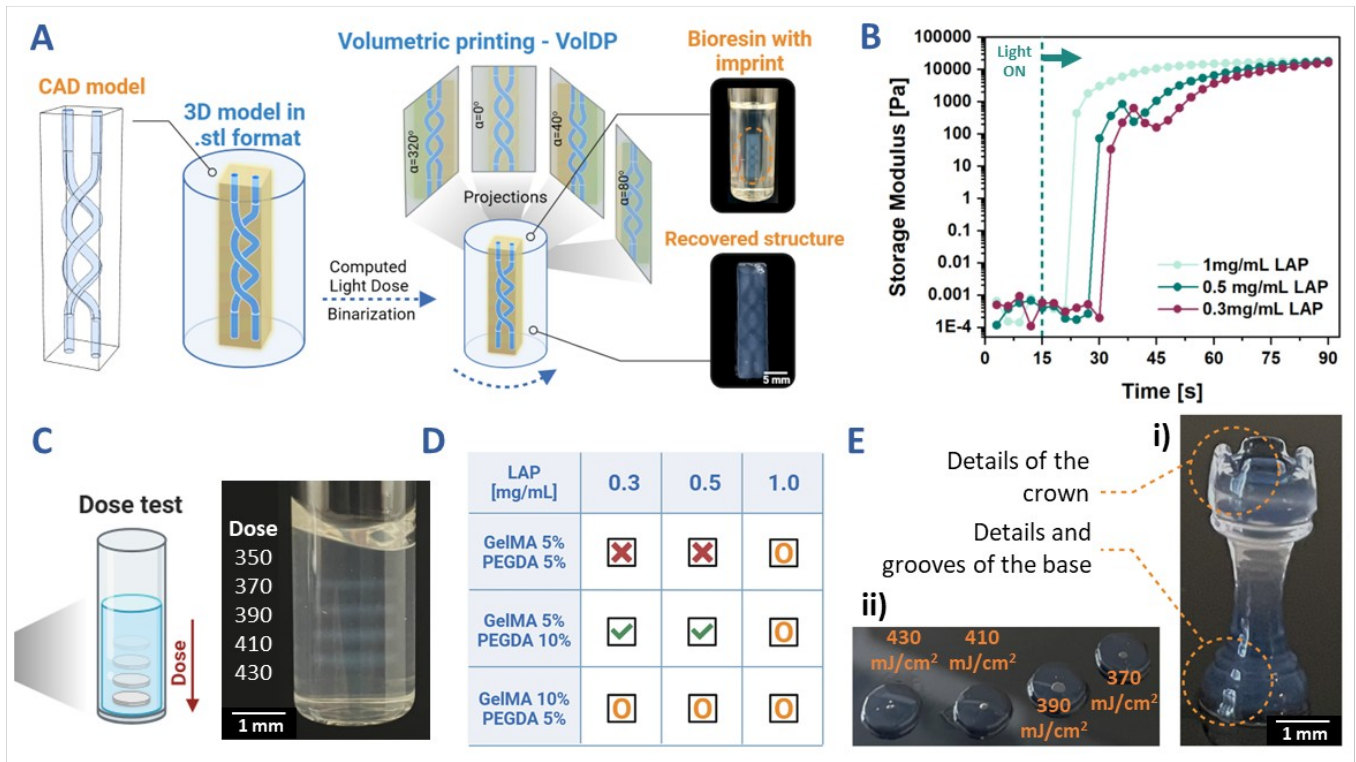 A
CAD model
3D model in
.stl format
Volumetric printing - VolDP
α=320º
α=0º
α=40º
α=80º
Projections
Computed
Light Dose
Binarization
Bioresin with
imprint
Recovered structure
5 mm
B
Storage Modulus [Pa]
100000
10000
1000
100
10
1
0.1
0.01
0.001
1E-4
Light
ON
1mg/mL LAP
0.5 mg/mL LAP
0.3mg/mL LAP
0 15 30 45 60 75 90
Time [s]
C
Dose test
Dose
Dose
350
370
390
410
430
1 mm
D
LAP
[mg/mL]
0.3
0.5
1.0
GelMA 5%
PEGDA 5%
O
GelMA 5%
PEGDA 10%
O
GelMA 10%
PEGDA 5%
O
O
O
E
i)
Details of the
crown
Details and
grooves of the base
1 mm
ii)
430
mJ/cm²
410
mJ/cm²
390
mJ/cm²
370
mJ/cm²